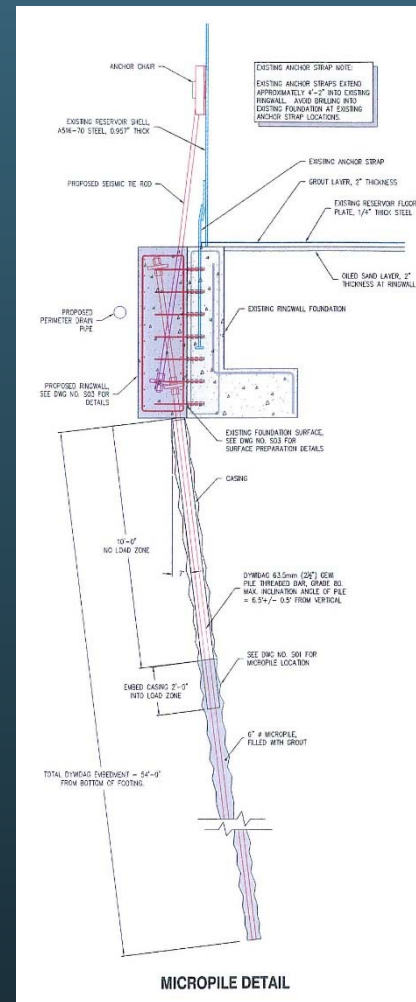 ANCHOR CHAIR
EXISTING ANCHOR STRAP NOTE:
EXISTING ANCHOR STRAPS EXTEND
APPROXIMATELY 4'-2" INTO EXISTING
RINGWALL. AVOID DRILLING INTO
EXISTING FOUNDATION AT EXISTING
ANCHOR STRAP LOCATIONS.
EXISTING RESERVOIR SHELL,
A516-70 STEEL, 0.957" THICK
EXISTING ANCHOR STRAP
GROUT LAYER, 2" THICKNESS
PROPOSED SEISMIC TIE ROD
EXISTING RESERVOIR FLOOR
PLATE, 1/4" THICK STEEL
OILED SAND LAYER, 2"
THICKNESS AT RINGWALL
PROPOSED
PERIMETER DRAIN
PIPE
EXISTING RINGWALL FOUNDATION
PROPOSED RINGWALL,
SEE DWG NO. S03 FOR
DETAILS
EXISTING FOUNDATION SURFACE,
SEE DWG NO. S03 FOR
SURFACE PREPARATION DETAILS
CASING
10'-0"
NO LOAD ZONE
7"
DYWIDAG 63.5mm (2½") GEWI
PILE THREADED BAR, GRADE 80.
MAX. INCLINATION ANGLE OF PILE
= 6.5°+/- 0.5° FROM VERTICAL
SEE DWG NO. S01 FOR
MICROPILE LOCATION
EMBED CASING 2'-0"
INTO LOAD ZONE
6" ø MICROPILE,
FILLED WITH GROUT
TOTAL DYWIDAG EMBEDMENT = 54'-0"
FROM BOTTOM OF FOOTING.
MICROPILE DETAIL